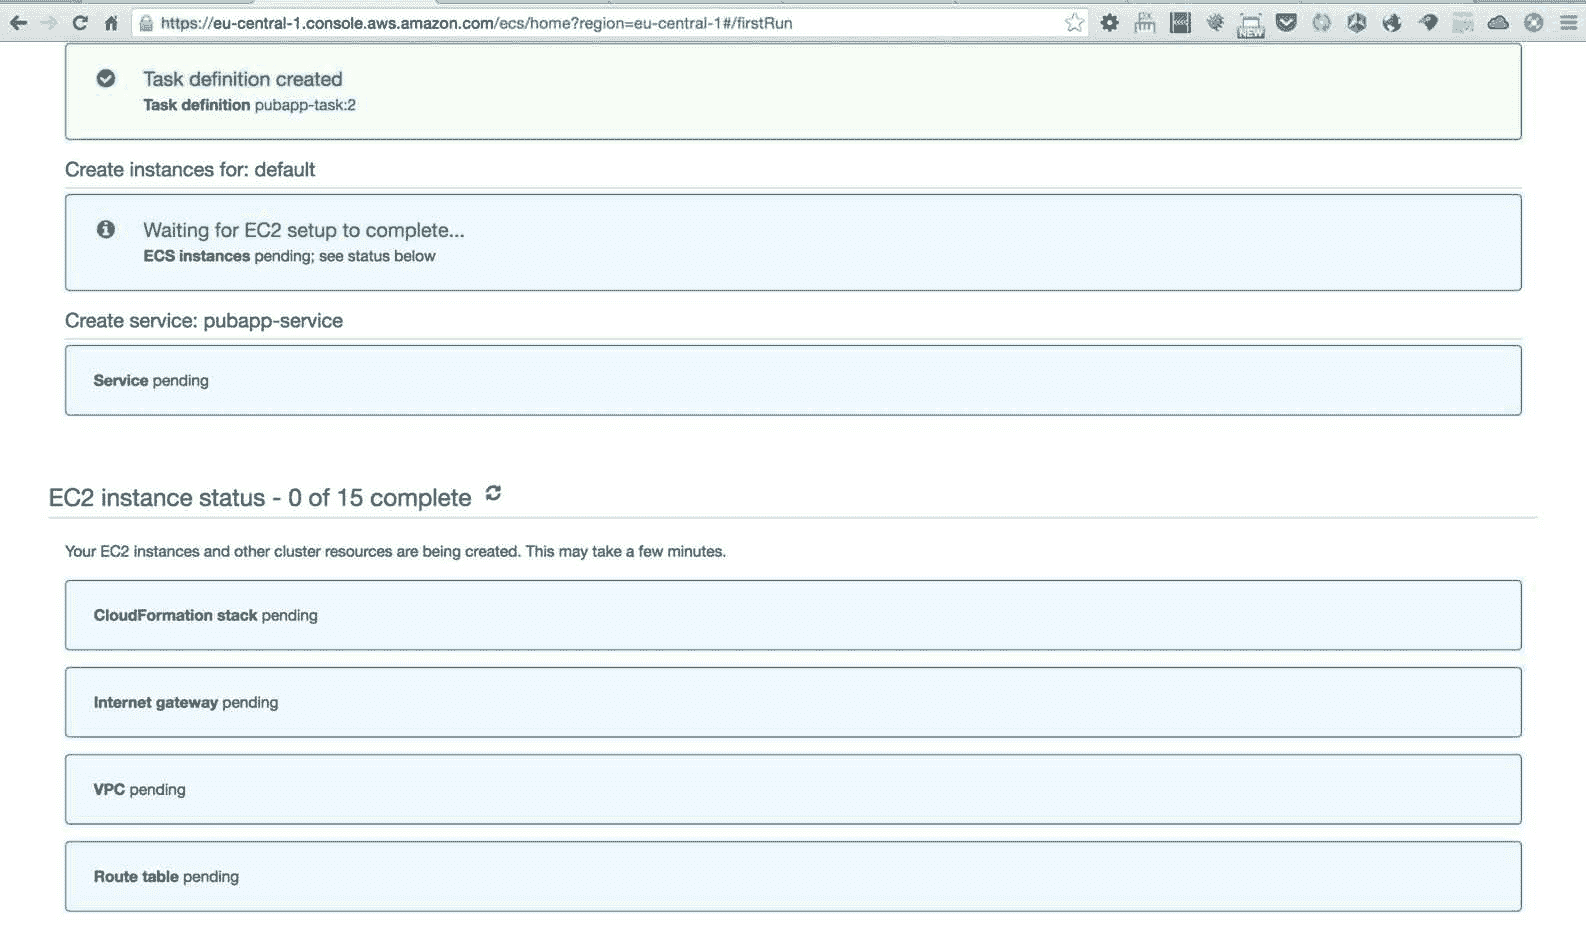 https://eu-central-1.console.aws.amazon.com/ecs/home?region=eu-central-1#/firstRun
NEW
Task definition created
Task definition pubapp-task:2
Create instances for: default
Waiting for EC2 setup to complete...
ECS instances pending; see status below
Create service: pubapp-service
Service pending
EC2 instance status - 0 of 15 complete
Your EC2 instances and other cluster resources are being created. This may take a few minutes.
CloudFormation stack pending
Internet gateway pending
VPC pending
Route table pending